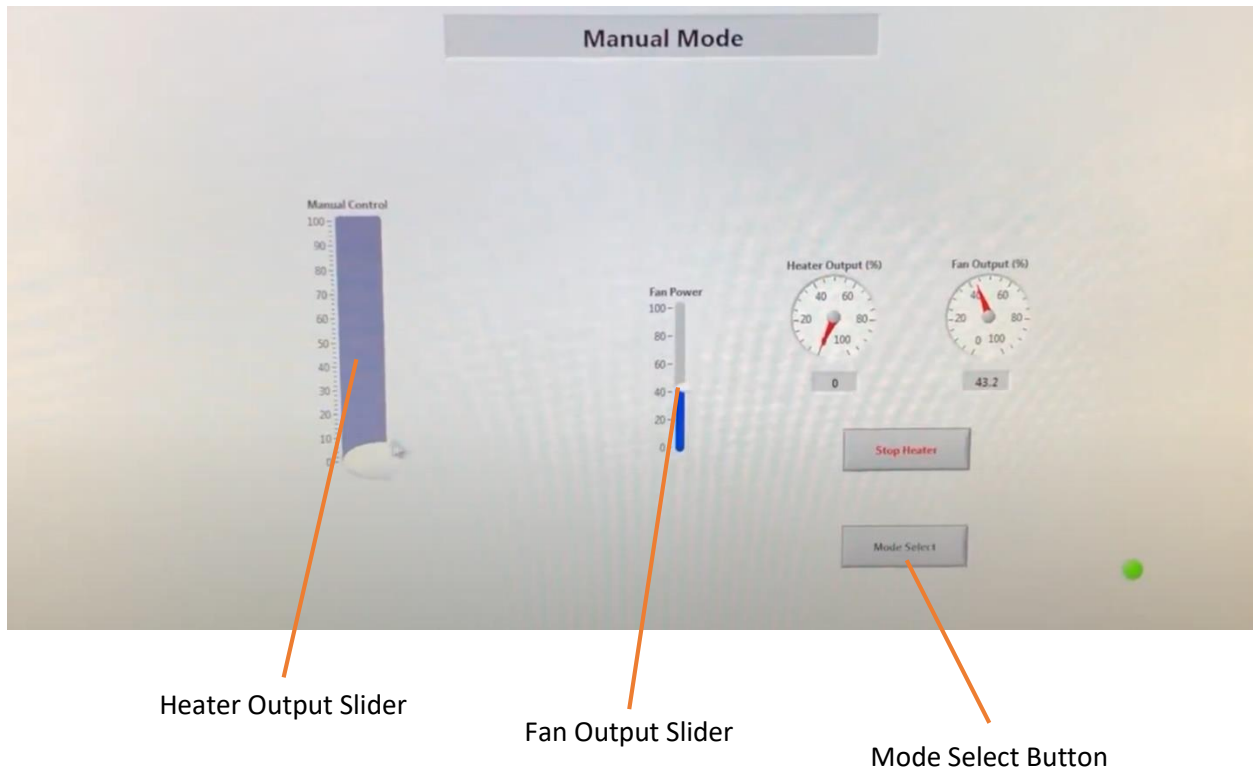 Manual Mode
Manual Control
100
90
80
70
60
50
40
30
20
10
0
Fan Power
100
80
60
40
20
0
Heater Output (%)
40 60
20 80
100
0
Fan Output (%)
40 60
20 80
0 100
43.2
Stop Heater
Mode Select
Heater Output Slider
Fan Output Slider
Mode Select Button